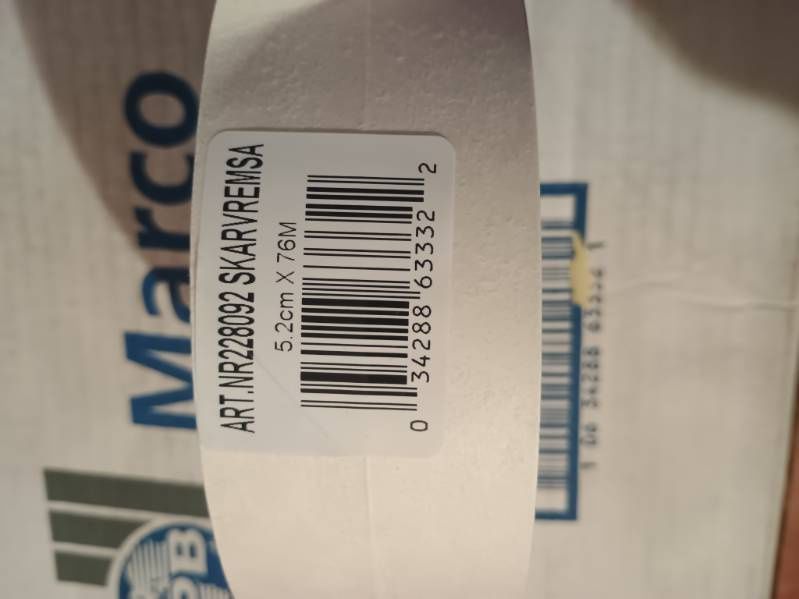 ART.NR228092 SKARVREMSA
5.2cm X 76M
0 34288 63332 2
Marco
B